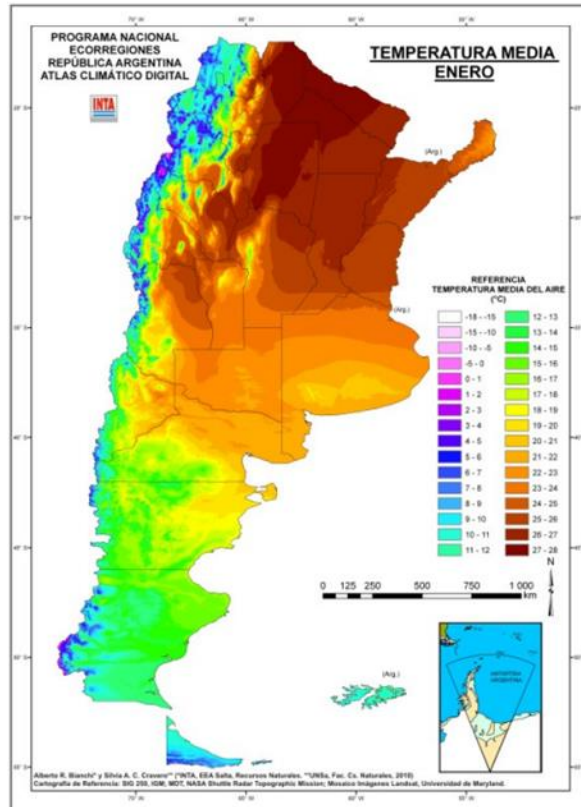 PROGRAMA NACIONAL
ECORREGIONES
REPÚBLICA ARGENTINA
ATLAS CLIMÁTICO DIGITAL
INTA
TEMPERATURA MEDIA
ENERO
(Arg.)
(Arg.)
REFERENCIA
TEMPERATURA MEDIA DEL AIRE
(°C)
-18 - -15
-15 - -10
-10 - -5
-5 - 0
0 - 1
1 - 2
2 - 3
3 - 4
4 - 5
5 - 6
6 - 7
7 - 8
8 - 9
9 - 10
10 - 11
11 - 12
12 - 13
13 - 14
14 - 15
15 - 16
16 - 17
17 - 18
18 - 19
19 - 20
20 - 21
21 - 22
22 - 23
23 - 24
24 - 25
25 - 26
26 - 27
27 - 28
N
0 125 250 500 750 1 000
km
(Arg.)
ANTARTIDA
ARGENTINA
Alberto R. Bianchi* y Silvia A. C. Cravero** (*INTA, EEA Salta, Recursos Naturales, **UNSa, Fac. Cs. Naturales, 2010)
Cartografía de Referencia: SIG 250, IGM; MDT, NASA Shuttle Radar Topographic Mission; Mosaico Imágenes Landsat, Universidad de Maryland.